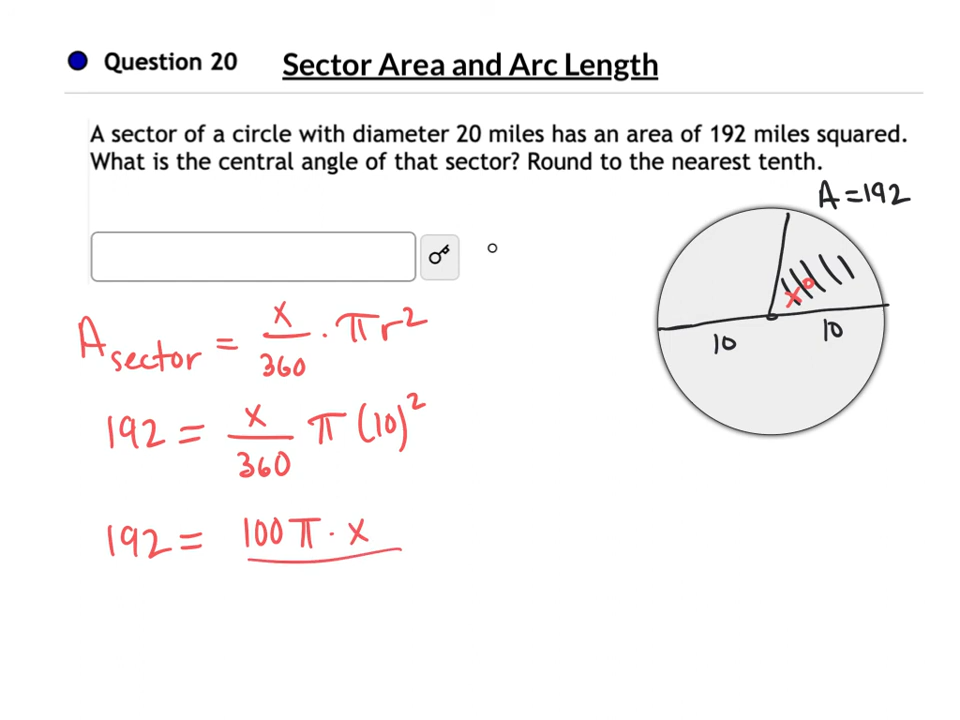 Question 20
Sector Area and Arc Length
A sector of a circle with diameter 20 miles has an area of 192 miles squared.
What is the central angle of that sector? Round to the nearest tenth.
A = 192
°
x°
10
10
A sector = x/360 · πr²
192 = x/360 π (10)²
192 = 100π · x